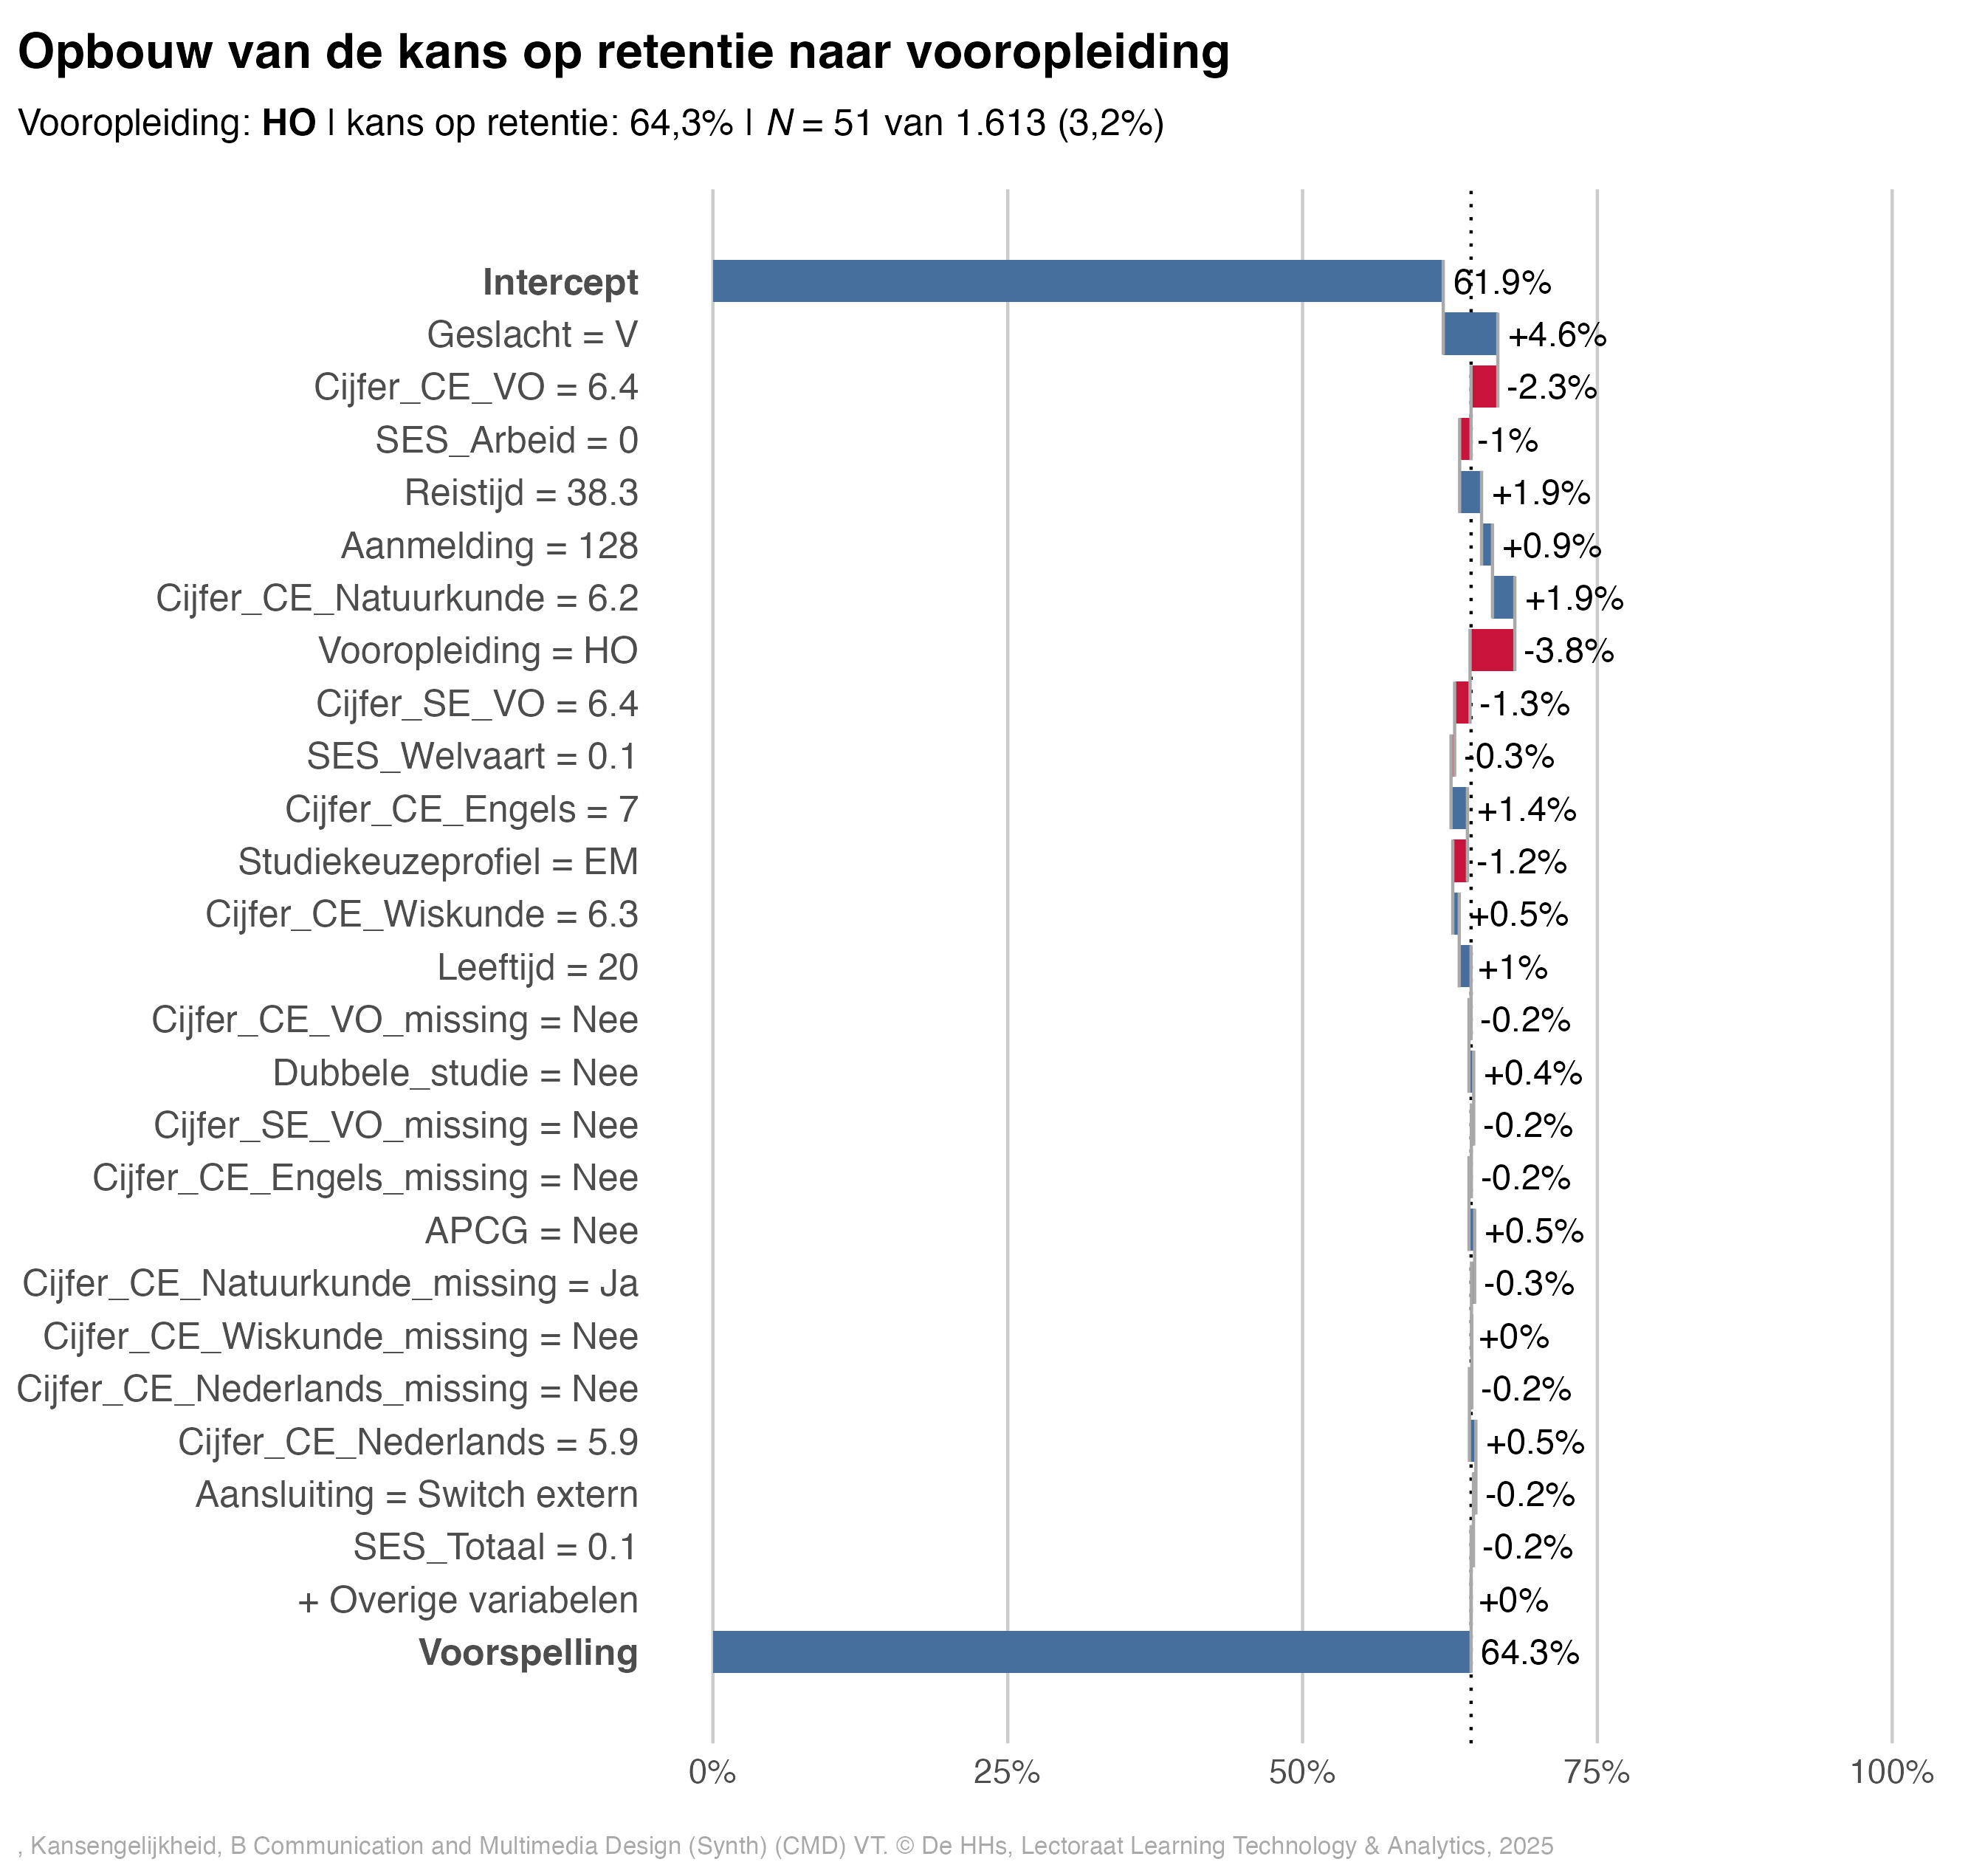 Opbouw van de kans op retentie naar vooropleiding
Vooropleiding: HO | kans op retentie: 64,3% | N = 51 van 1.613 (3,2%)
Intercept 61.9%
Geslacht = V +4.6%
Cijfer_CE_VO = 6.4 -2.3%
SES_Arbeid = 0 -1%
Reistijd = 38.3 +1.9%
Aanmelding = 128 +0.9%
Cijfer_CE_Natuurkunde = 6.2 +1.9%
Vooropleiding = HO -3.8%
Cijfer_SE_VO = 6.4 -1.3%
SES_Welvaart = 0.1 -0.3%
Cijfer_CE_Engels = 7 +1.4%
Studiekeuzeprofiel = EM -1.2%
Cijfer_CE_Wiskunde = 6.3 +0.5%
Leeftijd = 20 +1%
Cijfer_CE_VO_missing = Nee -0.2%
Dubbele_studie = Nee +0.4%
Cijfer_SE_VO_missing = Nee -0.2%
Cijfer_CE_Engels_missing = Nee -0.2%
APCG = Nee +0.5%
Cijfer_CE_Natuurkunde_missing = Ja -0.3%
Cijfer_CE_Wiskunde_missing = Nee +0%
Cijfer_CE_Nederlands_missing = Nee -0.2%
Cijfer_CE_Nederlands = 5.9 +0.5%
Aansluiting = Switch extern -0.2%
SES_Totaal = 0.1 -0.2%
+ Overige variabelen +0%
Voorspelling 64.3%
0% 25% 50% 75% 100%
, Kansengelijkheid, B Communication and Multimedia Design (Synth) (CMD) VT. © De HHs, Lectoraat Learning Technology & Analytics, 2025